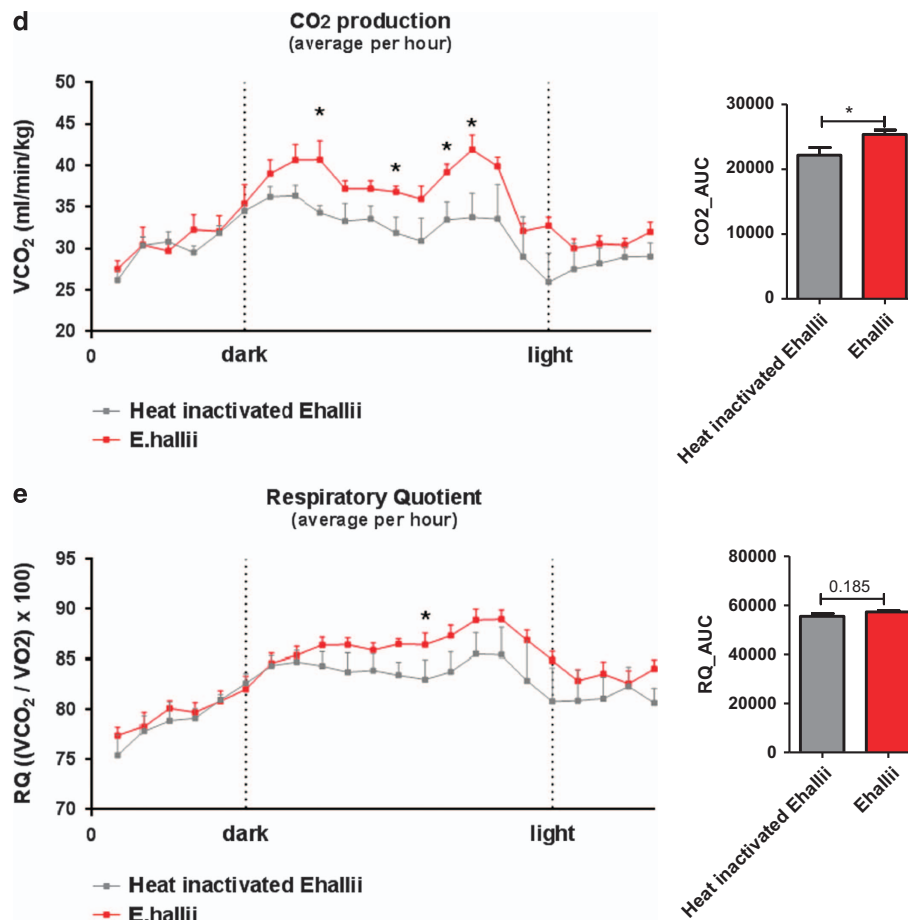 d
CO2 production
(average per hour)
VCO₂ (ml/min/kg)
50
45
40
35
30
25
20
0
dark
light
*
*
*
*
Heat inactivated Ehallii
E.hallii
CO2_AUC
30000
20000
10000
0
*
Heat inactivated Ehallii
Ehallii
e
Respiratory Quotient
(average per hour)
RQ ((VCO₂ / VO2) x 100)
95
90
85
80
75
70
0
dark
light
*
Heat inactivated Ehallii
E.hallii
RQ_AUC
80000
60000
40000
20000
0
0.185
Heat inactivated Ehallii
Ehallii